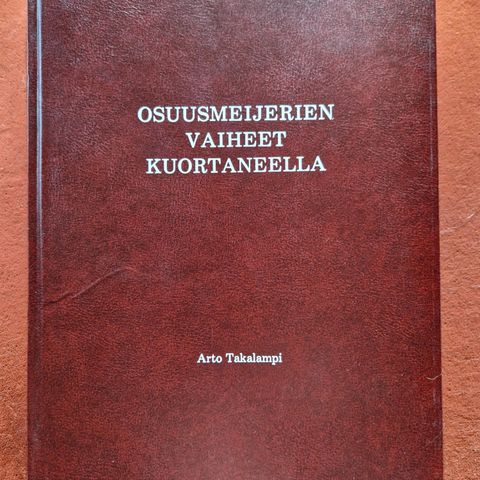 OSUUSMEIJERIEN
VAIHEET
KUORTANEELLA
Arto Takalampi